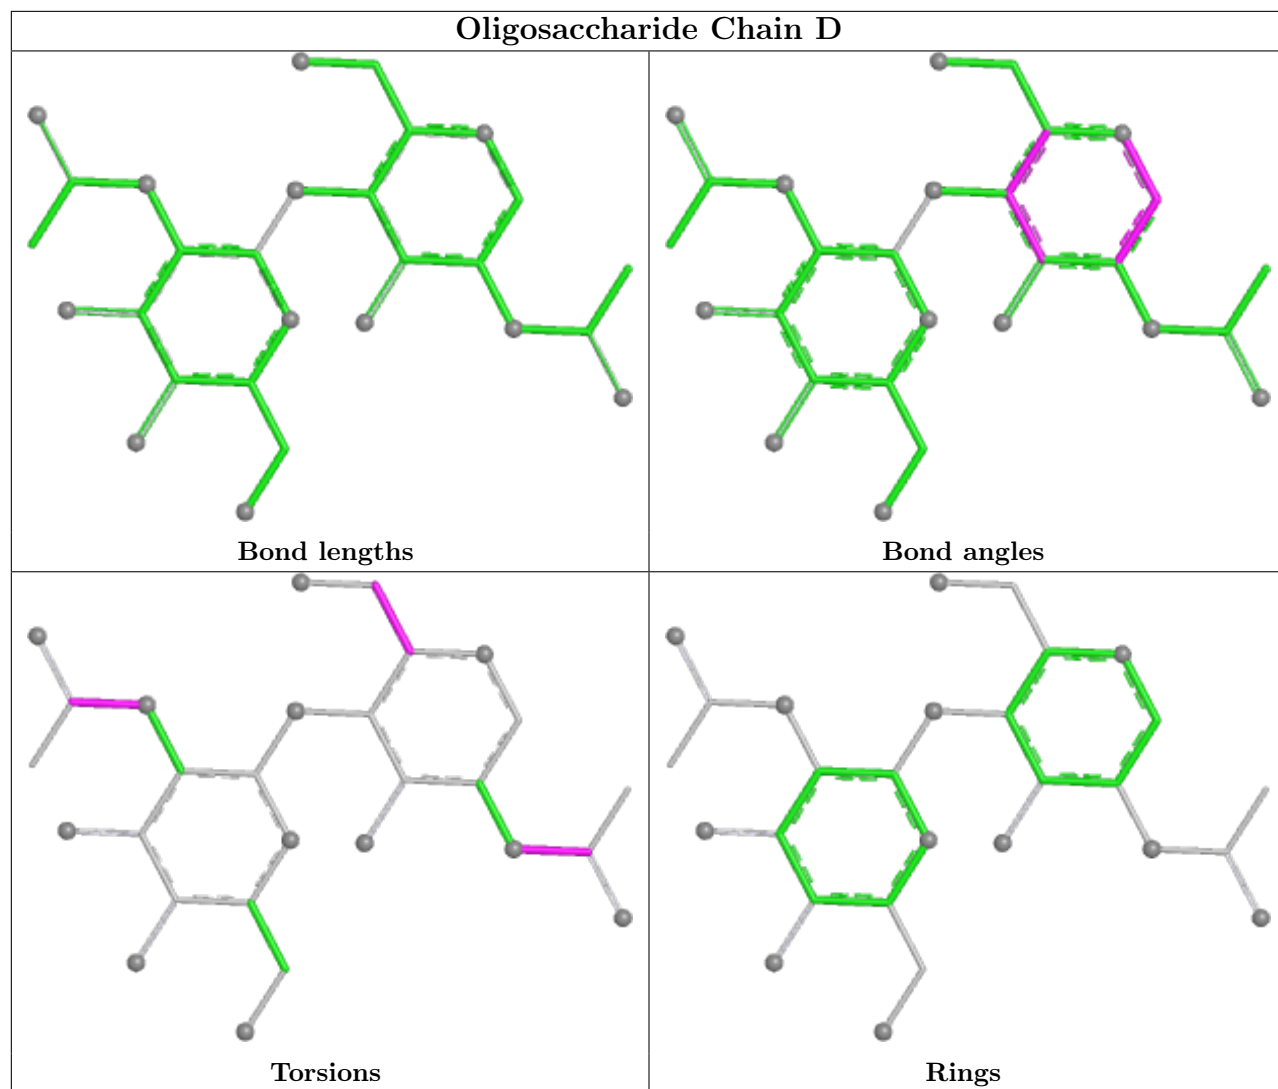 Oligosaccharide Chain D
Bond lengths
Bond angles
Torsions
Rings